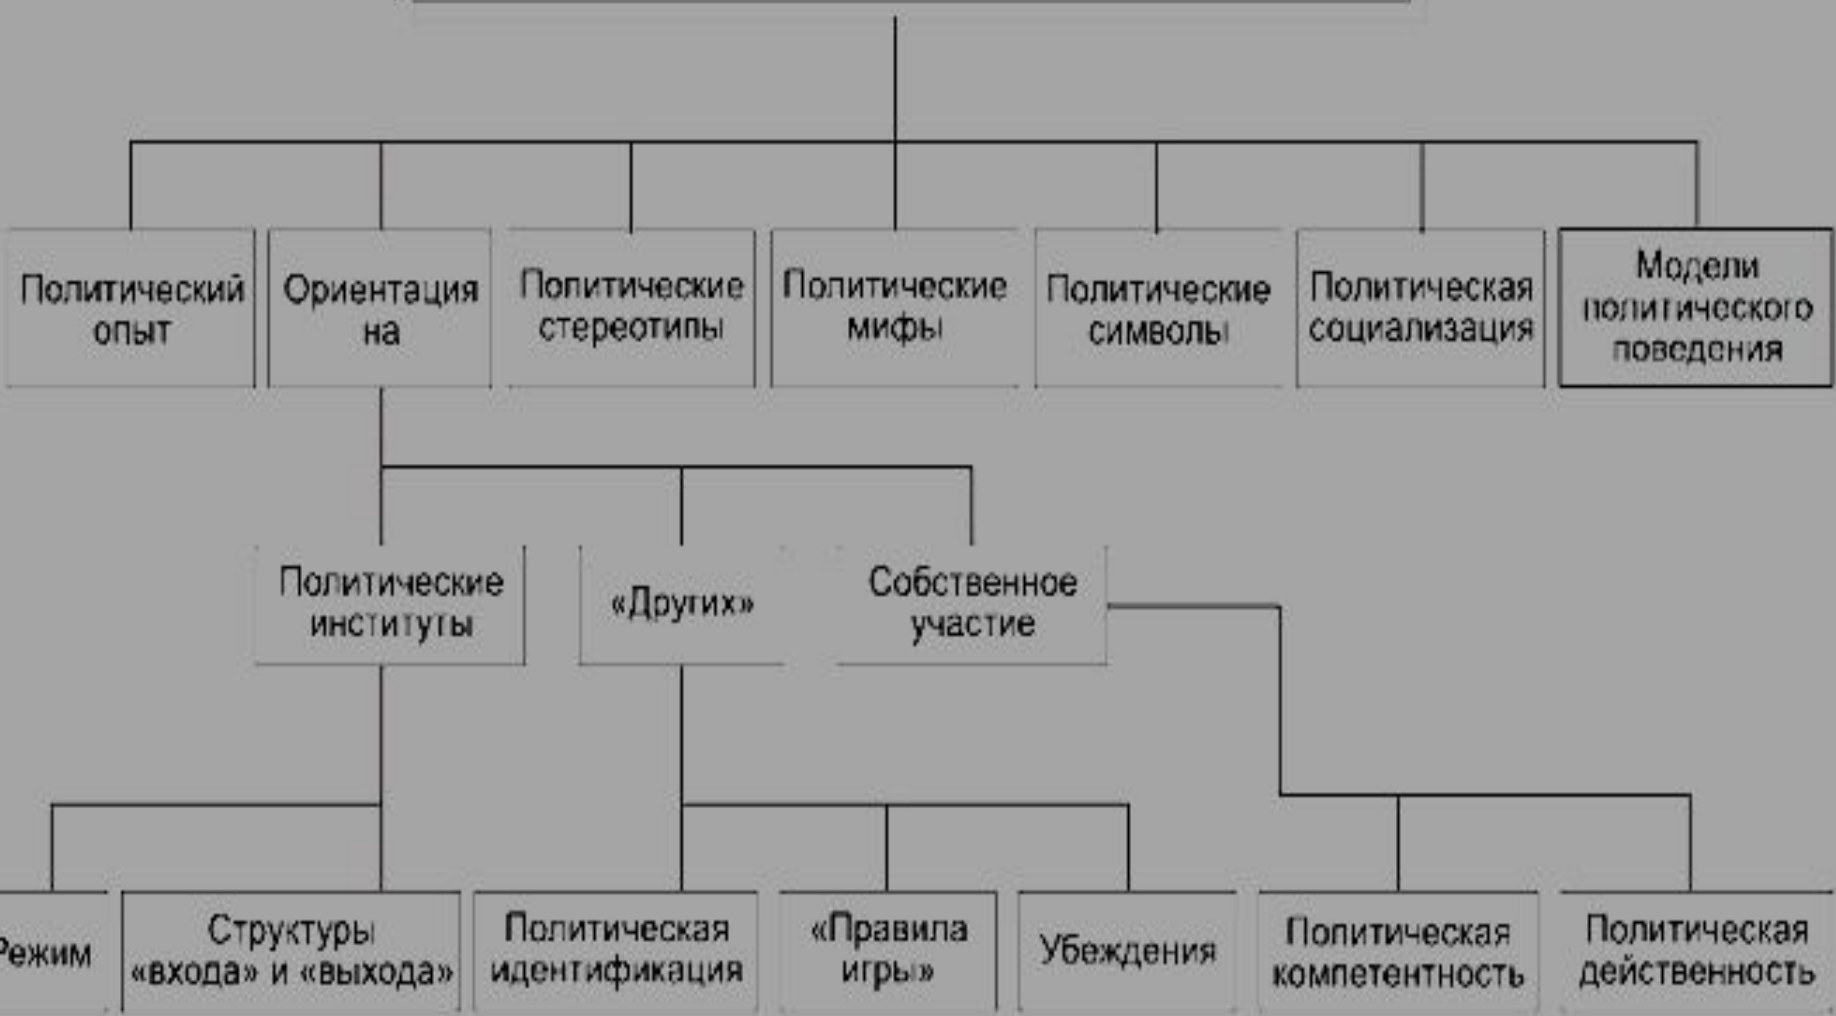 Политический
опыт
Ориентация
на
Политические
стереотипы
Политические
мифы
Политические
символы
Политическая
социализация
Модели
политического
поведения
Политические
институты
«Других»
Собственное
участие
Режим
Структуры
«входа» и «выхода»
Политическая
идентификация
«Правила
игры»
Убеждения
Политическая
компетентность
Политическая
действенность